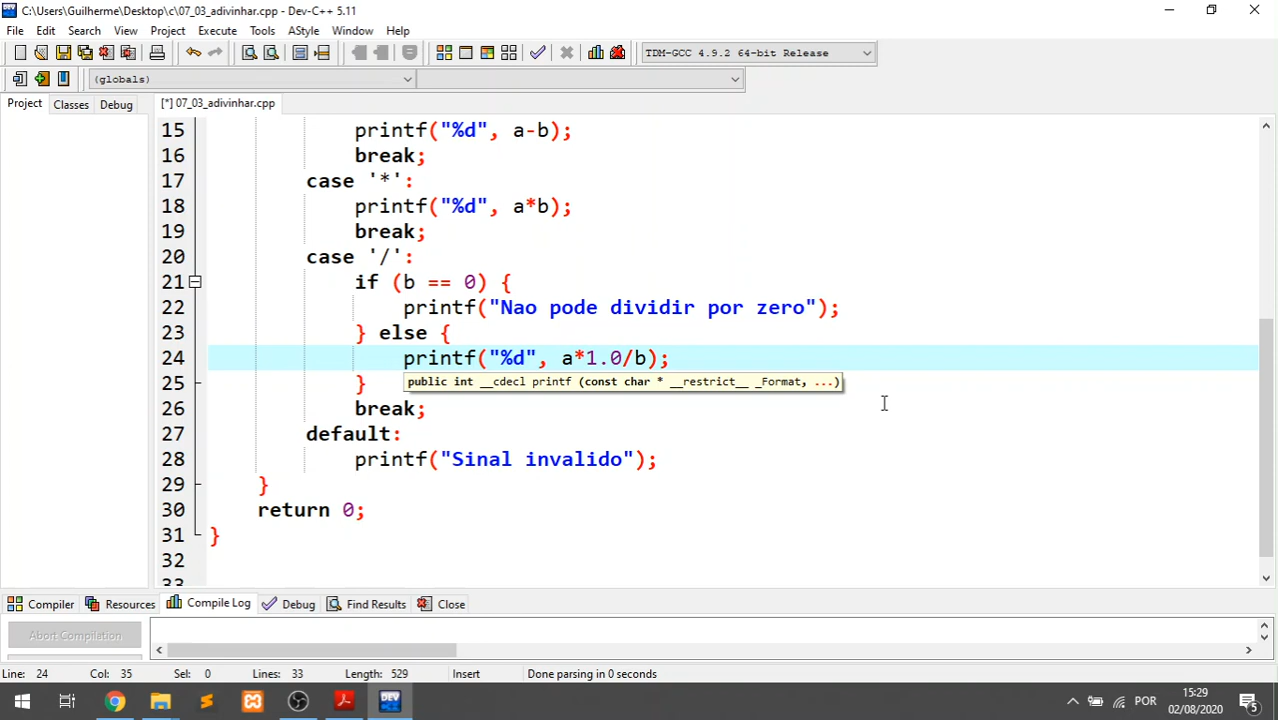 C:\Users\Guilherme\Desktop\c\07_03_adivinhar.cpp - Dev-C++ 5.11
File Edit Search View Project Execute Tools AStyle Window Help
TDM-GCC 4.9.2 64-bit Release
(globals)
Project Classes Debug [*] 07_03_adivinhar.cpp
15 printf("%d", a-b);
16 break;
17 case '*':
18 printf("%d", a*b);
19 break;
20 case '/':
21 if (b == 0) {
22 printf("Nao pode dividir por zero");
23 } else {
24 printf("%d", a*1.0/b);
public int __cdecl printf (const char * __restrict__ _Format, ...)
25 }
26 break;
27 default:
28 printf("Sinal invalido");
29 }
30 return 0;
31 }
32
33
Compiler Resources Compile Log Debug Find Results Close
Abort Compilation
Line: 24 Col: 35 Sel: 0 Lines: 33 Length: 529 Insert Done parsing in 0 seconds
DEV
POR
15:29
02/08/2020
5